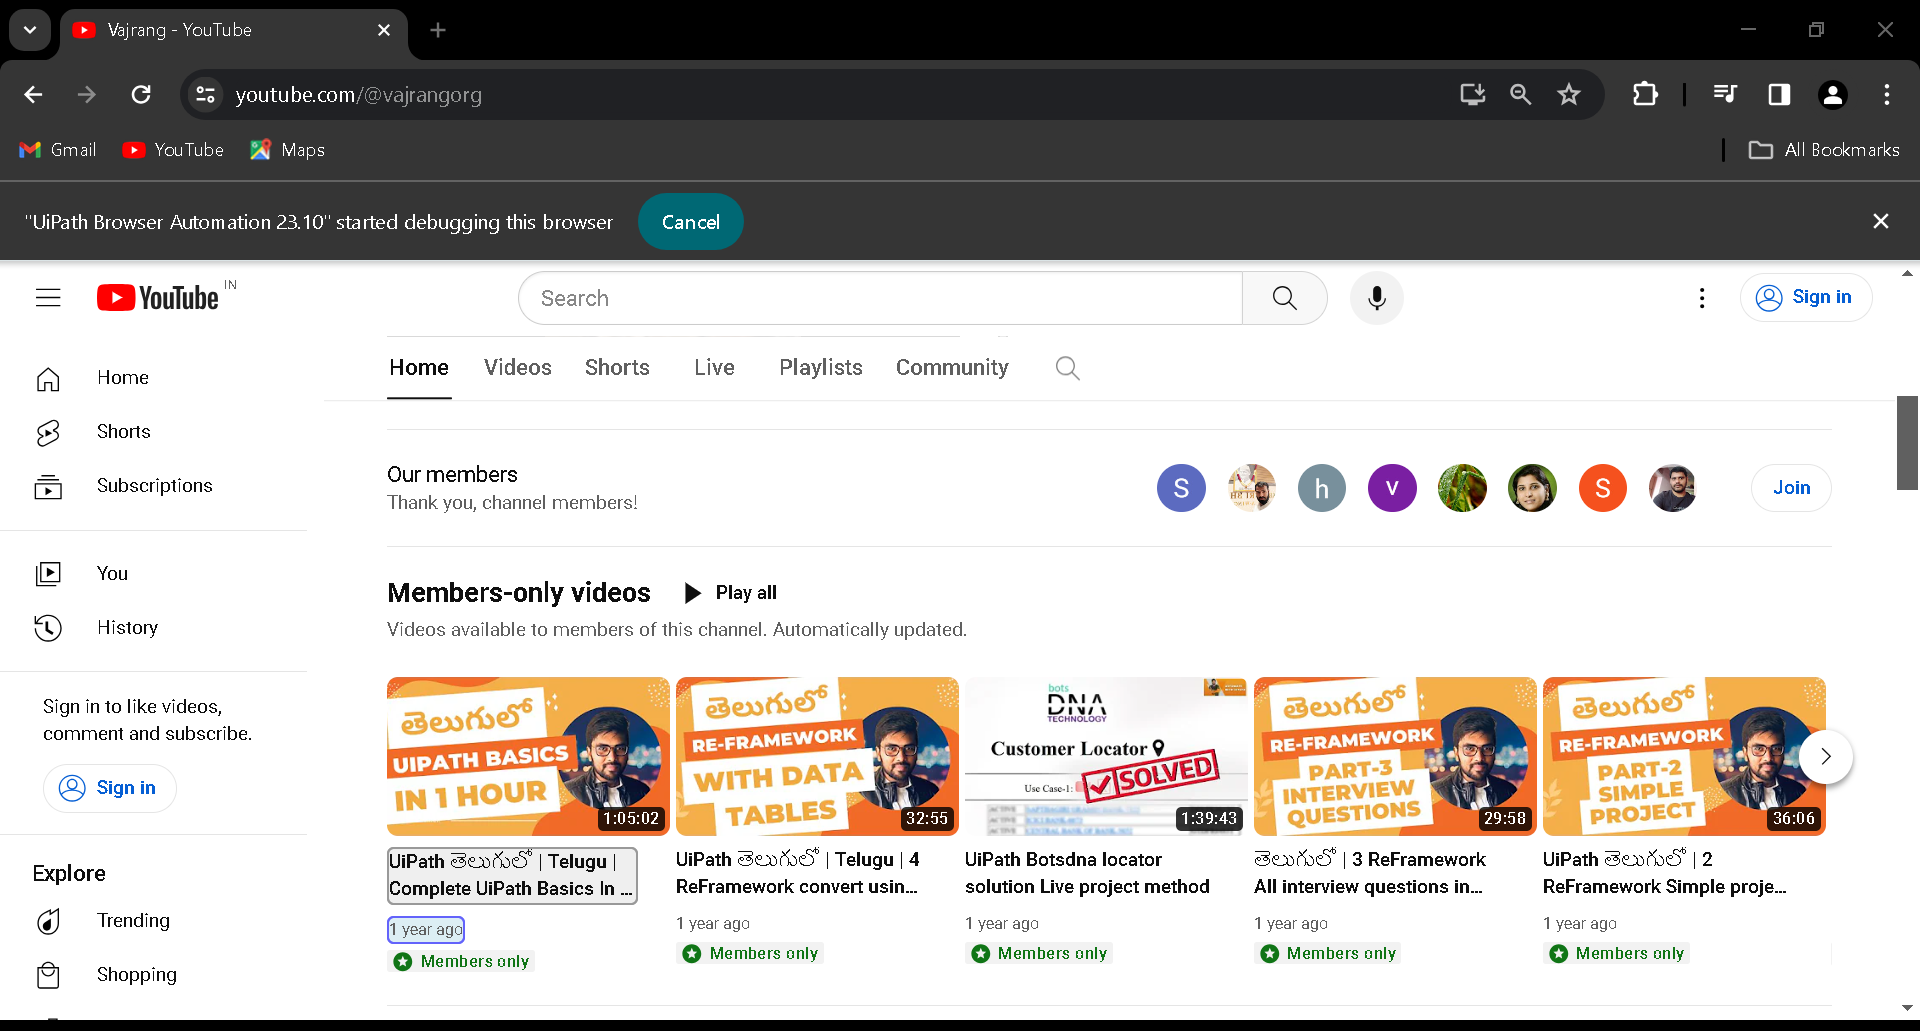 Vajrang - YouTube
youtube.com/@vajrangorg
Gmail
YouTube
Maps
All Bookmarks
"UiPath Browser Automation 23.10" started debugging this browser
Cancel
YouTube IN
Search
Sign in
Home
Videos
Shorts
Live
Playlists
Community
Home
Shorts
Subscriptions
You
History
Sign in to like videos,
comment and subscribe.
Sign in
Explore
Trending
Shopping
Our members
Thank you, channel members!
S
h
v
S
Join
Members-only videos
Play all
Videos available to members of this channel. Automatically updated.
తెలుగులో
UIPATH BASICS
IN 1 HOUR
1:05:02
UiPath తెలుగులో | Telugu |
Complete UiPath Basics In ...
1 year ago
Members only
తెలుగులో
RE-FRAMEWORK
WITH DATA
TABLES
32:55
UiPath తెలుగులో | Telugu | 4
ReFramework convert usin...
1 year ago
Members only
bots
DNA
TECHNOLOGY
Customer Locator
Use Case-1:
SOLVED
1:39:43
UiPath Botsdna locator
solution Live project method
1 year ago
Members only
తెలుగులో
RE-FRAMEWORK
PART-3
INTERVIEW
QUESTIONS
29:58
తెలుగులో | 3 ReFramework
All interview questions in...
1 year ago
Members only
తెలుగులో
RE-FRAMEWORK
PART-2
SIMPLE
PROJECT
36:06
UiPath తెలుగులో | 2
ReFramework Simple proje...
1 year ago
Members only